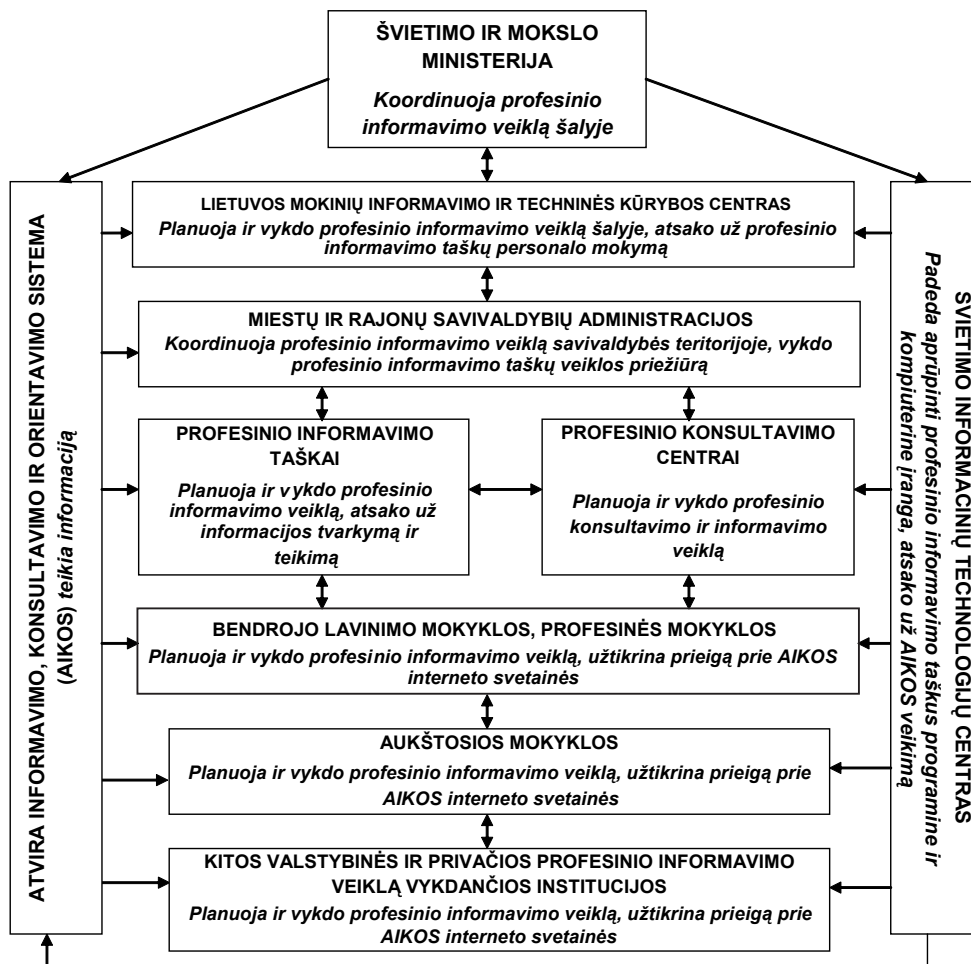 ŠVIETIMO IR MOKSLO
MINISTERIJA
Koordinuoja profesinio
informavimo veiklą šalyje
ATVIRA INFORMAVIMO, KONSULTAVIMO IR ORIENTAVIMO SISTEMA
(AIKOS) teikia informaciją
LIETUVOS MOKINIŲ INFORMAVIMO IR TECHNINĖS KŪRYBOS CENTRAS
Planuoja ir vykdo profesinio informavimo veiklą šalyje, atsako už profesinio
informavimo taškų personalo mokymą
MIESTŲ IR RAJONŲ SAVIVALDYBIŲ ADMINISTRACIJOS
Koordinuoja profesinio informavimo veiklą savivaldybės teritorijoje, vykdo
profesinio informavimo taškų veiklos priežiūrą
PROFESINIO INFORMAVIMO
TAŠKAI
Planuoja ir vykdo profesinio
informavimo veiklą, atsako už
informacijos tvarkymą ir
teikimą
PROFESINIO KONSULTAVIMO
CENTRAI
Planuoja ir vykdo profesinio
konsultavimo ir informavimo
veiklą
BENDROJO LAVINIMO MOKYKLOS, PROFESINĖS MOKYKLOS
Planuoja ir vykdo profesinio informavimo veiklą, užtikrina prieigą prie AIKOS
interneto svetainės
AUKŠTOSIOS MOKYKLOS
Planuoja ir vykdo profesinio informavimo veiklą, užtikrina prieigą prie
AIKOS interneto svetainės
KITOS VALSTYBINĖS IR PRIVAČIOS PROFESINIO INFORMAVIMO
VEIKLĄ VYKDANČIOS INSTITUCIJOS
Planuoja ir vykdo profesinio informavimo veiklą, užtikrina prieigą prie
AIKOS interneto svetainės
SVIETIMO INFORMACINIŲ TECHNOLOGIJŲ CENTRAS
Padeda aprūpinti profesinio informavimo taškus programine ir
kompiuterine įranga, atsako už AIKOS veikimą